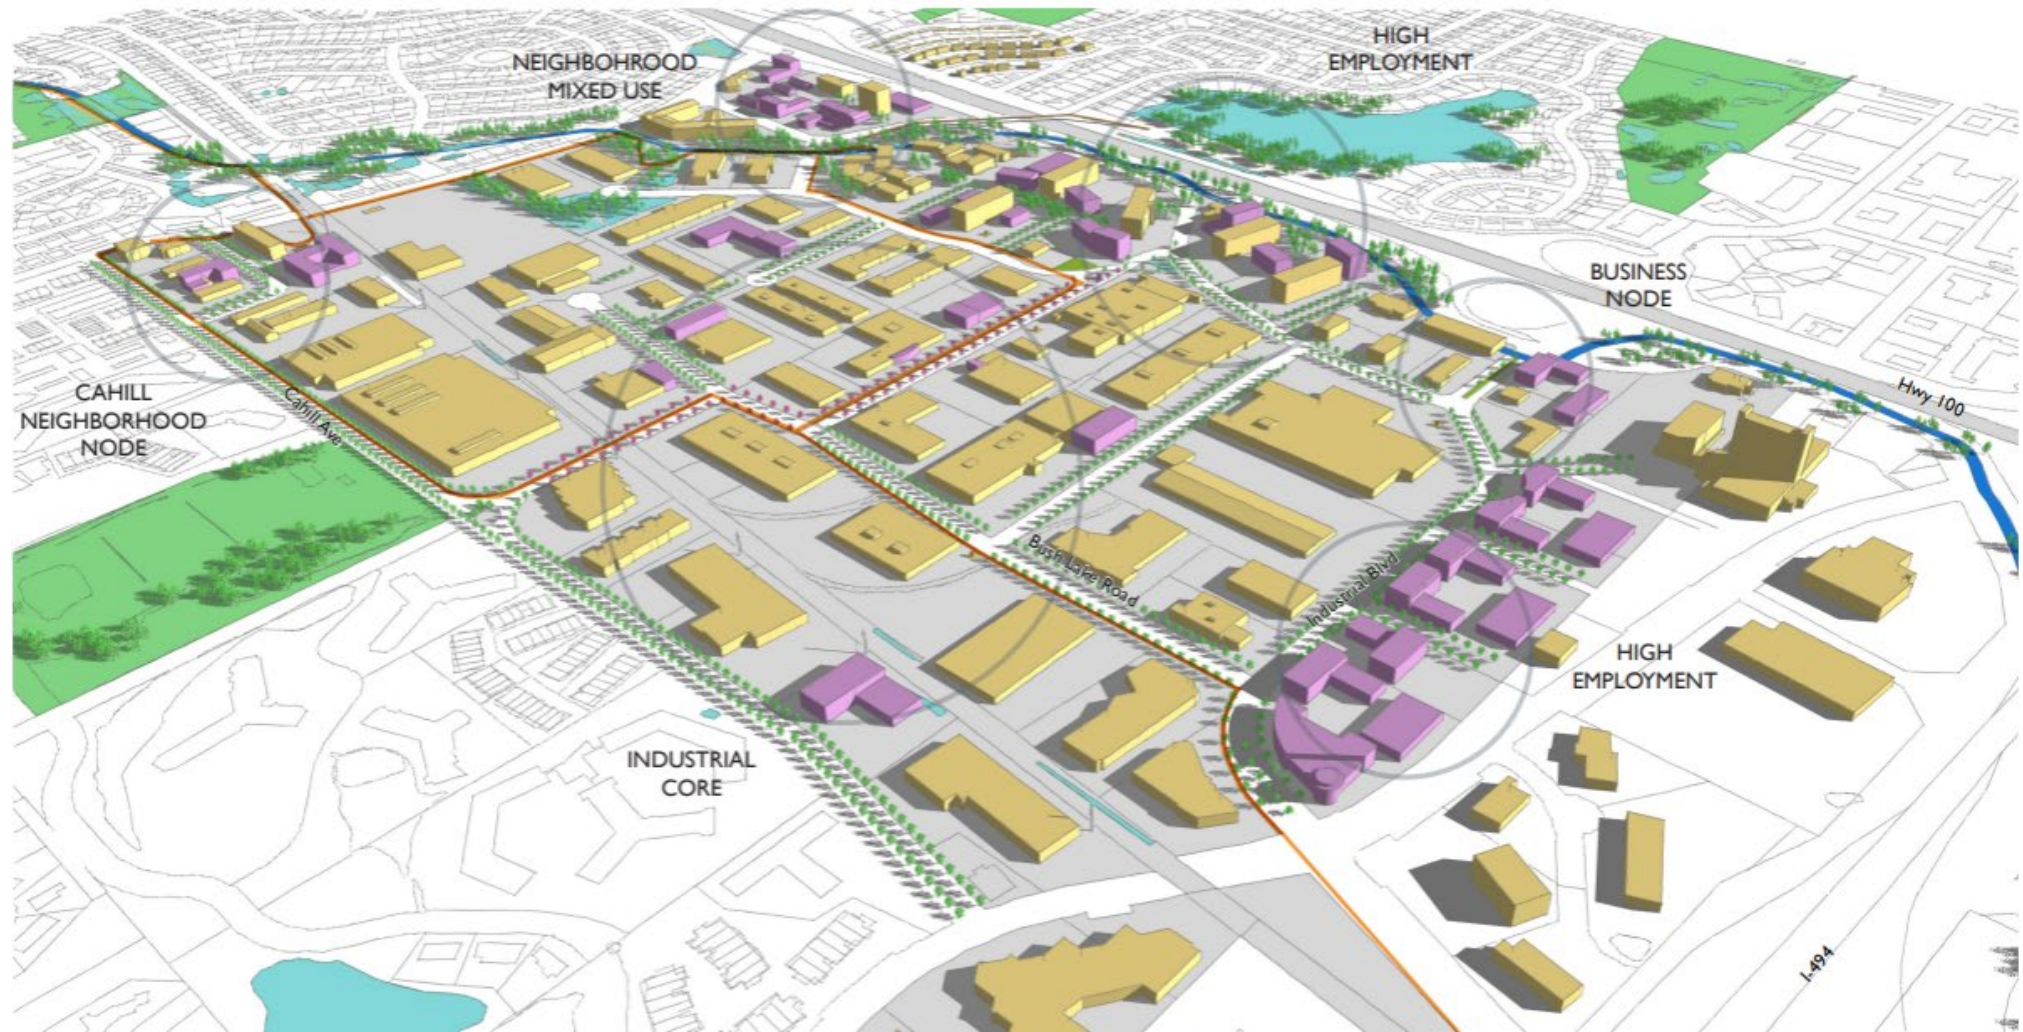 NEIGHBOHROOD
MIXED USE
HIGH
EMPLOYMENT
BUSINESS
NODE
Hwy 100
CAHILL
NEIGHBORHOOD
NODE
Cahill Ave
Bush Lake Road
Industrial Blvd
HIGH
EMPLOYMENT
INDUSTRIAL
CORE
I-494